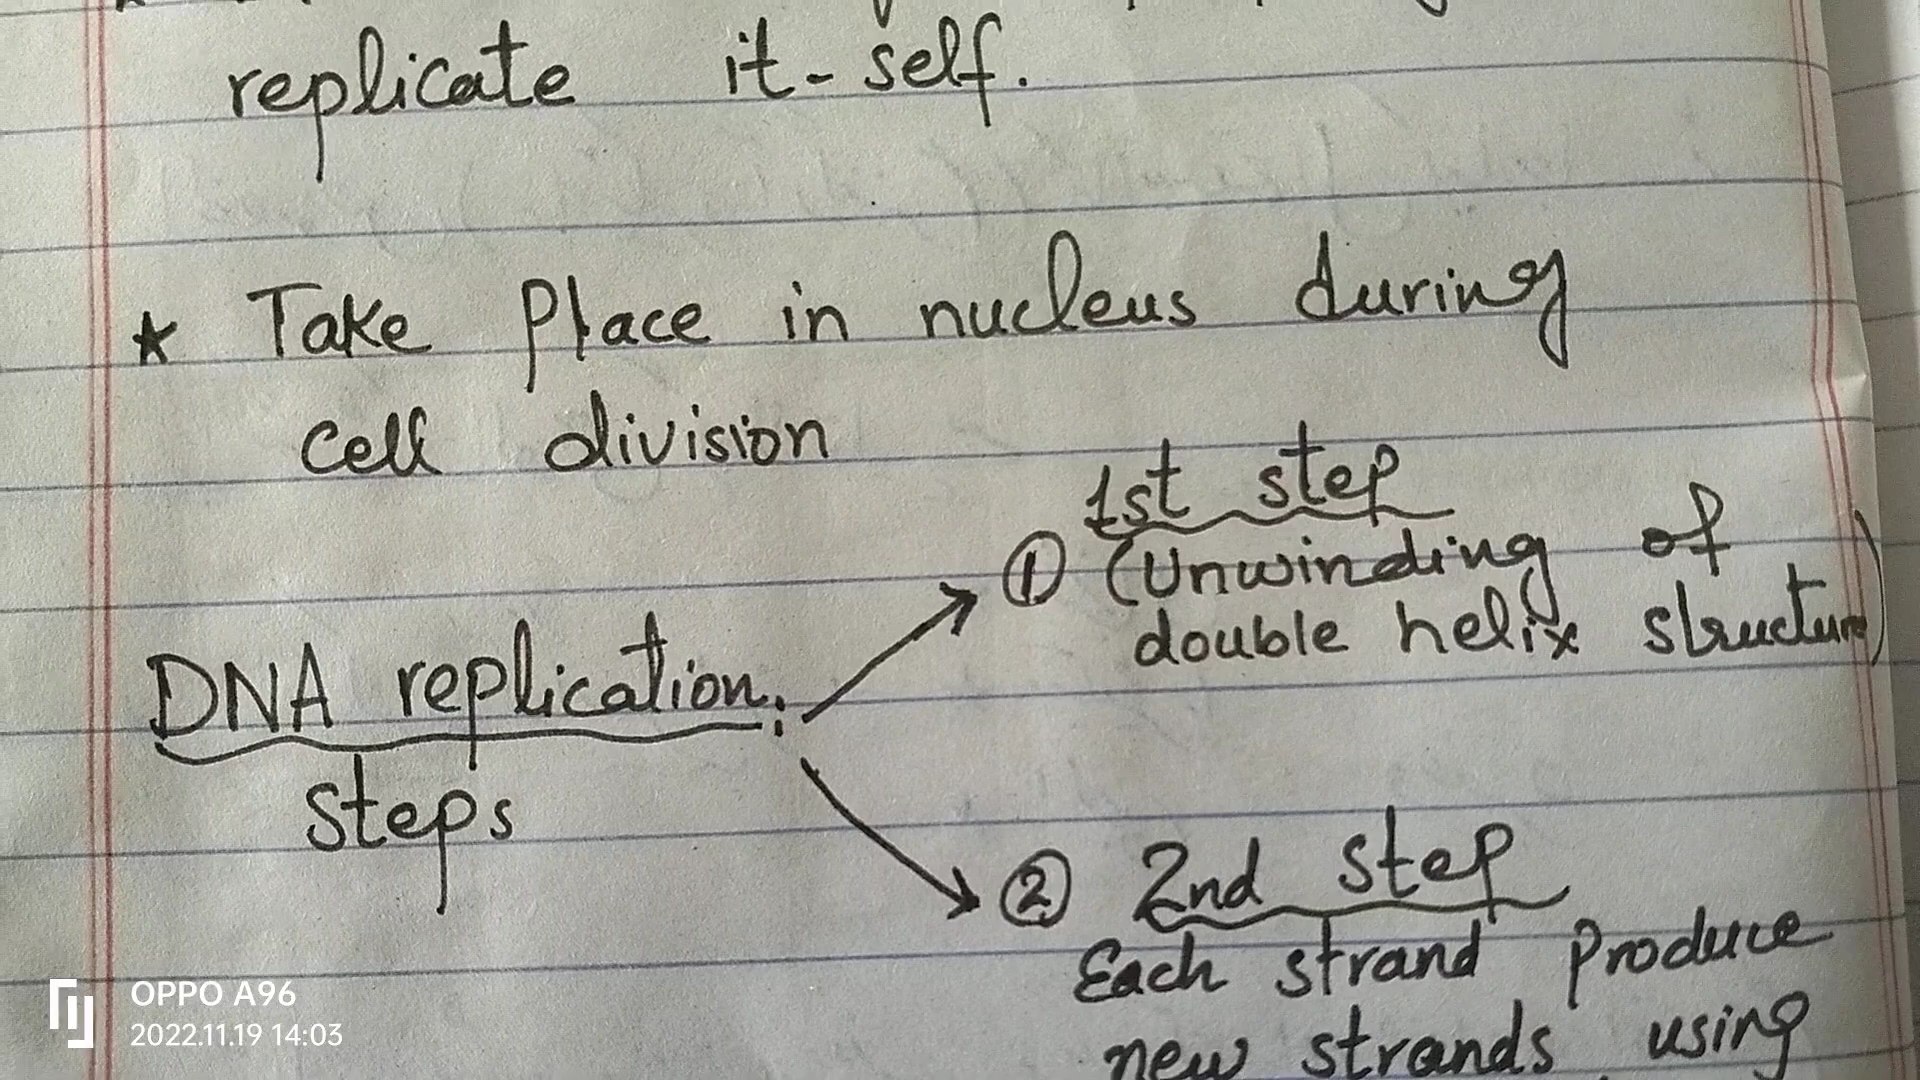 replicate it-self.
★ Take Place in nucleus during
cell division
1st step
① (Unwinding of
double helix structure)
DNA replication:
steps
② 2nd step
Each strand Produce
new strands using
OPPO A96
2022.11.19 14:03